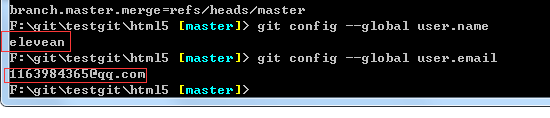 branch.master.merge=refs/heads/master
F:\git\testgit\html5 [master]> git config --global user.name
elevean
F:\git\testgit\html5 [master]> git config --global user.email
1163984365@qq.com
F:\git\testgit\html5 [master]>